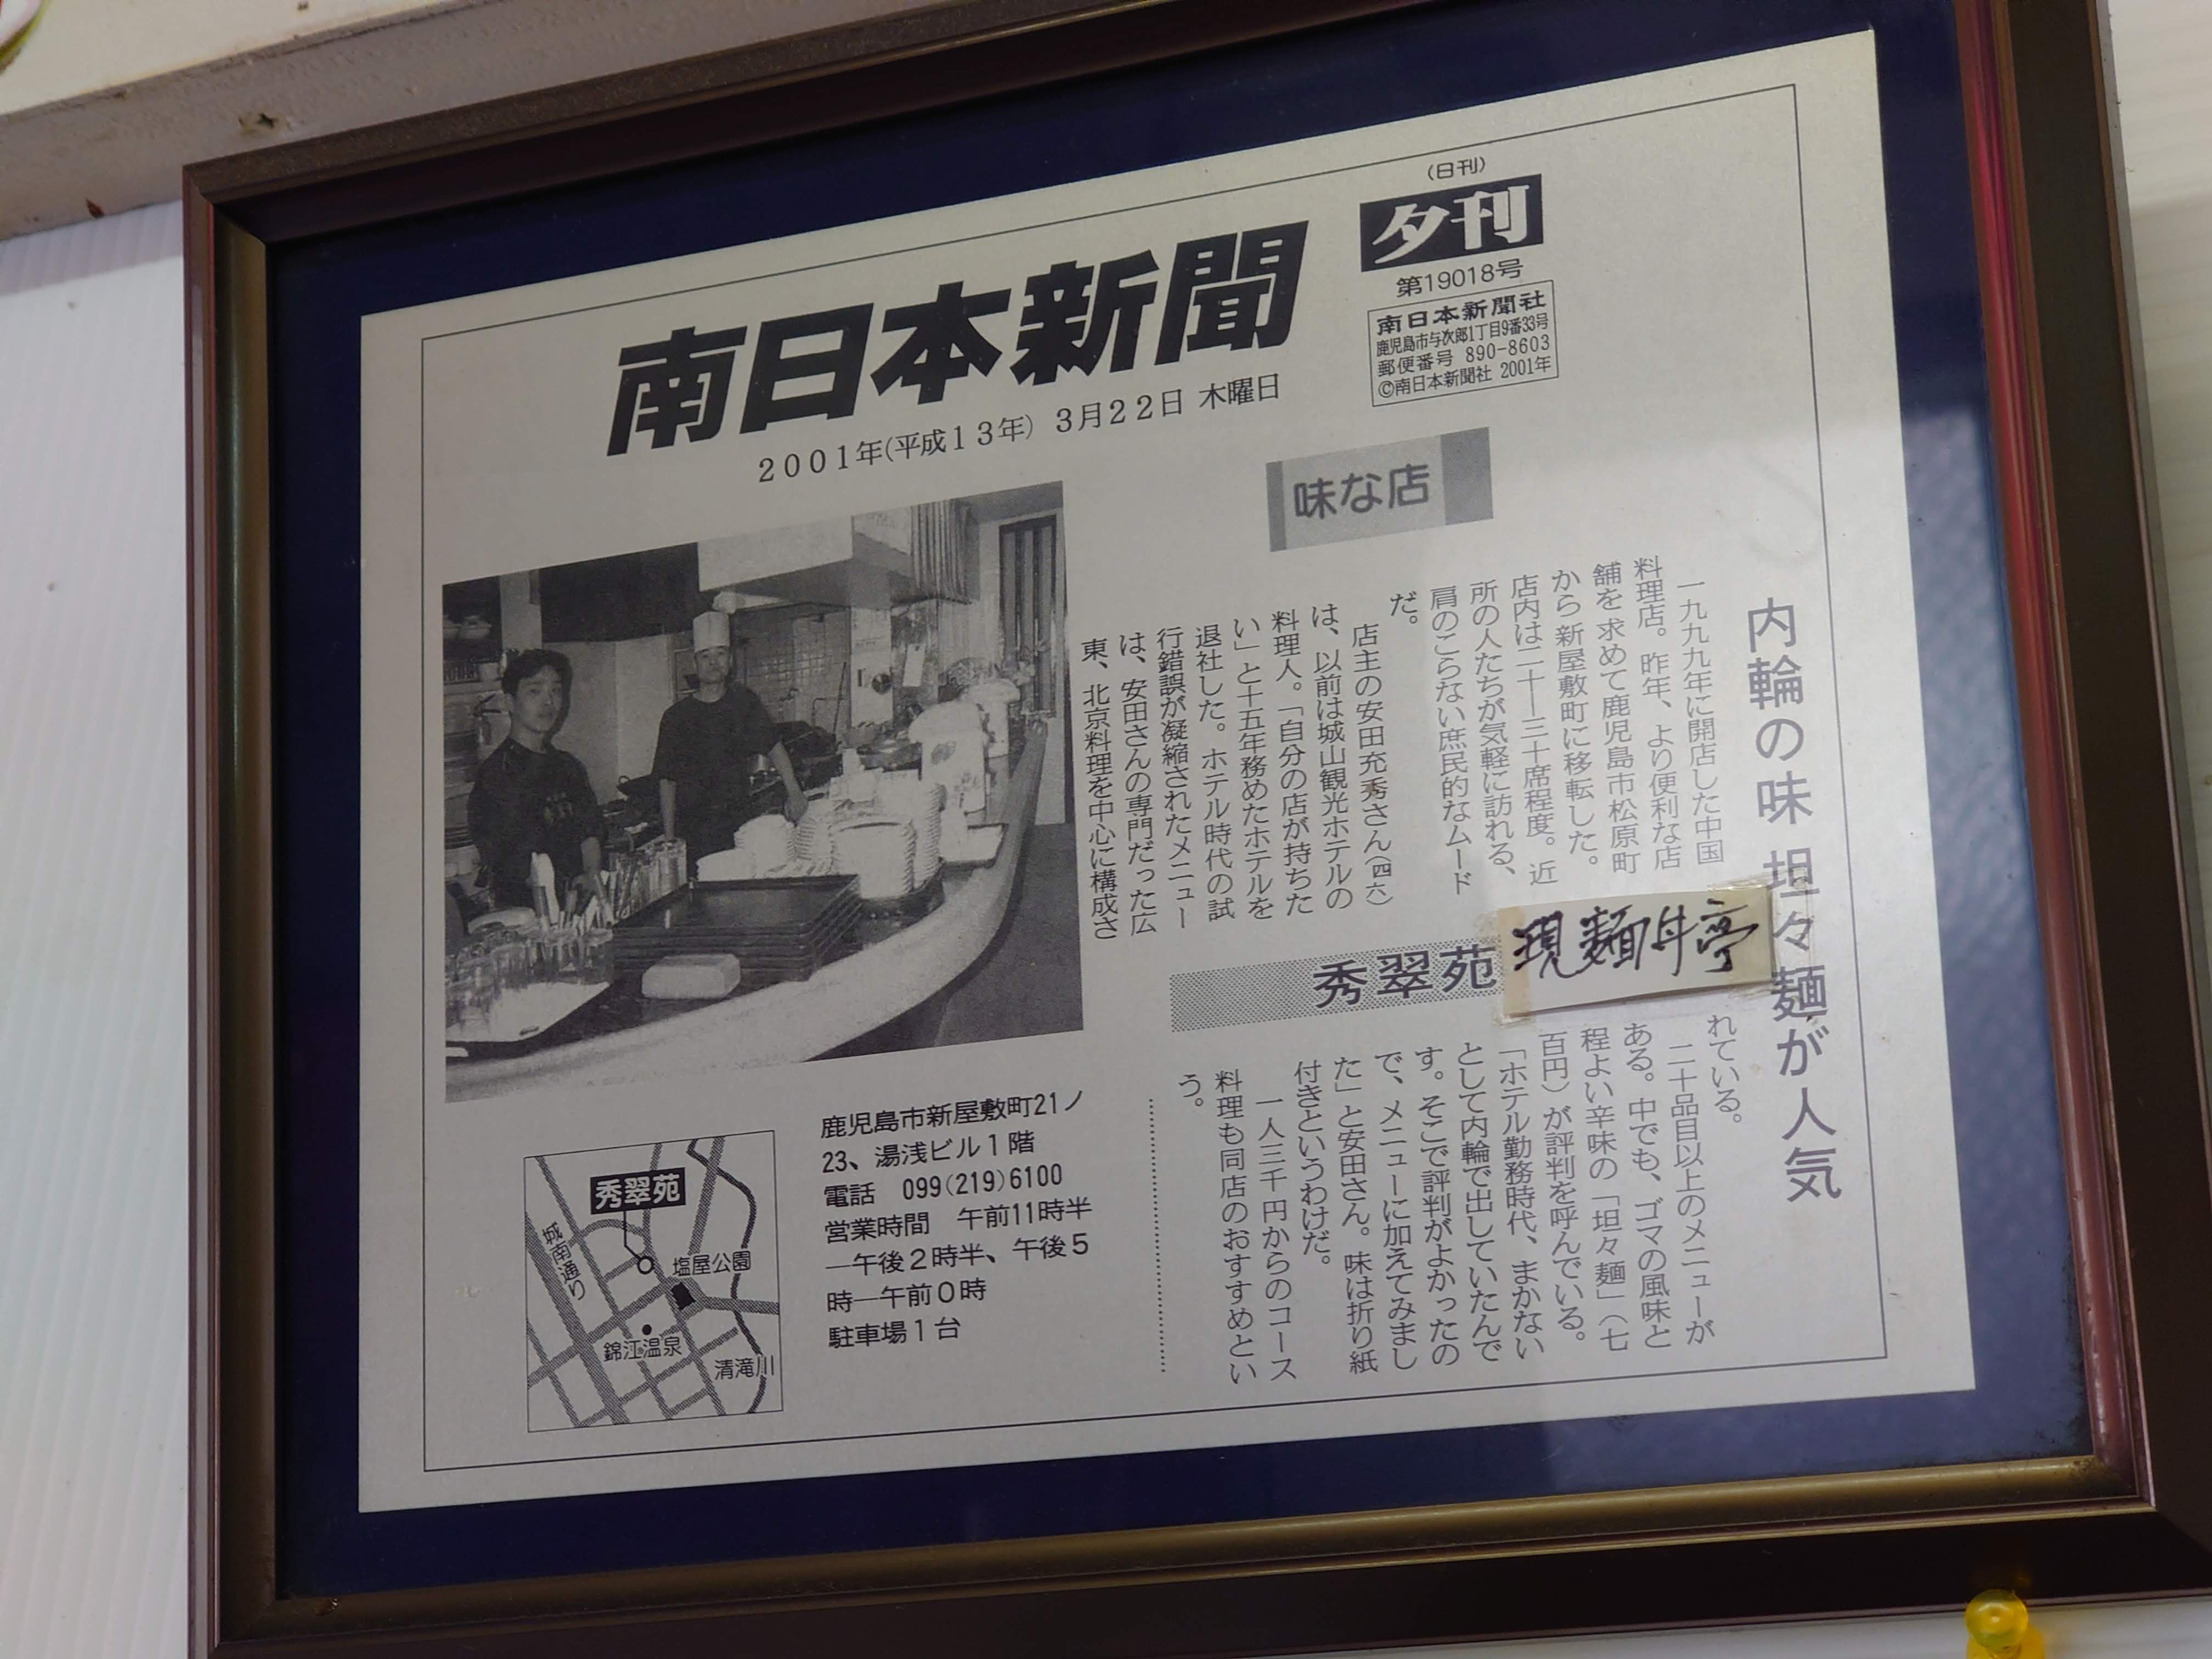 (日刊)
夕刊
第19018号
南日本新聞社
鹿児島市与次郎1丁目9番33号
郵便番号 890-8603
©南日本新聞社 2001年
南日本新聞
2001年(平成13年) 3月22日 木曜日
味な店
内輪の味 坦々麺が人気
一九九九年に開店した中国
料理店。昨年、より便利な店
舗を求めて鹿児島市松原町
から新屋敷町に移転した。
店内は二十―三十席程度。近
所の人たちが気軽に訪れる、
肩のこらない庶民的なムード
だ。
店主の安田充秀さん(四六)
は、以前は城山観光ホテルの
料理人。「自分の店が持ちた
い」と十五年務めたホテルを
退社した。ホテル時代の試
行錯誤が凝縮されたメニュー
は、安田さんの専門だった広
東、北京料理を中心に構成さ
秀翠苑
現麺丼亭
れている。
二十品目以上のメニューが
ある。中でも、ゴマの風味と
程よい辛味の「坦々麺」(七
百円)が評判を呼んでいる。
「ホテル勤務時代、まかない
として内輪で出していたんで
す。そこで評判がよかったの
で、メニューに加えてみまし
た」と安田さん。味は折り紙
付きというわけだ。
一人三千円からのコース
料理も同店のおすすめとい
う。
鹿児島市新屋敷町21ノ
23、湯浅ビル1階
電話 099(219)6100
営業時間 午前11時半
―午後2時半、午後5
時―午前0時
駐車場1台
秀翠苑
城南通り
塩屋公園
錦江温泉
清滝川